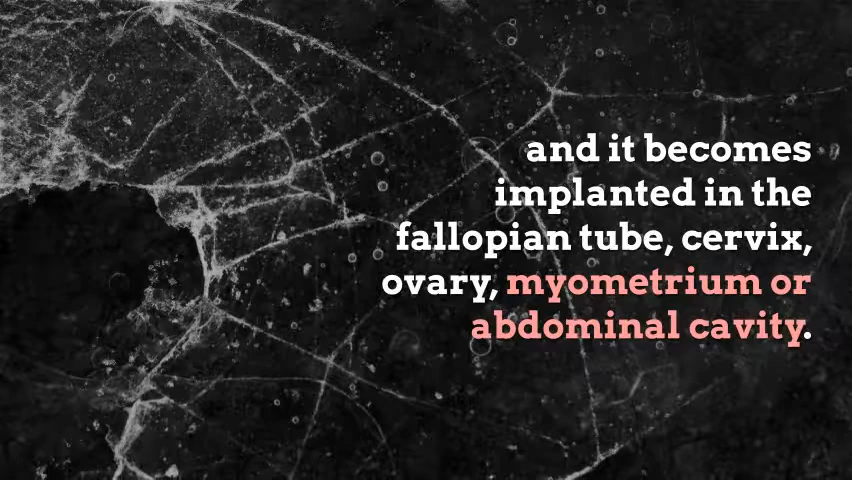 and it becomes
implanted in the
fallopian tube, cervix,
ovary, myometrium or
abdominal cavity.